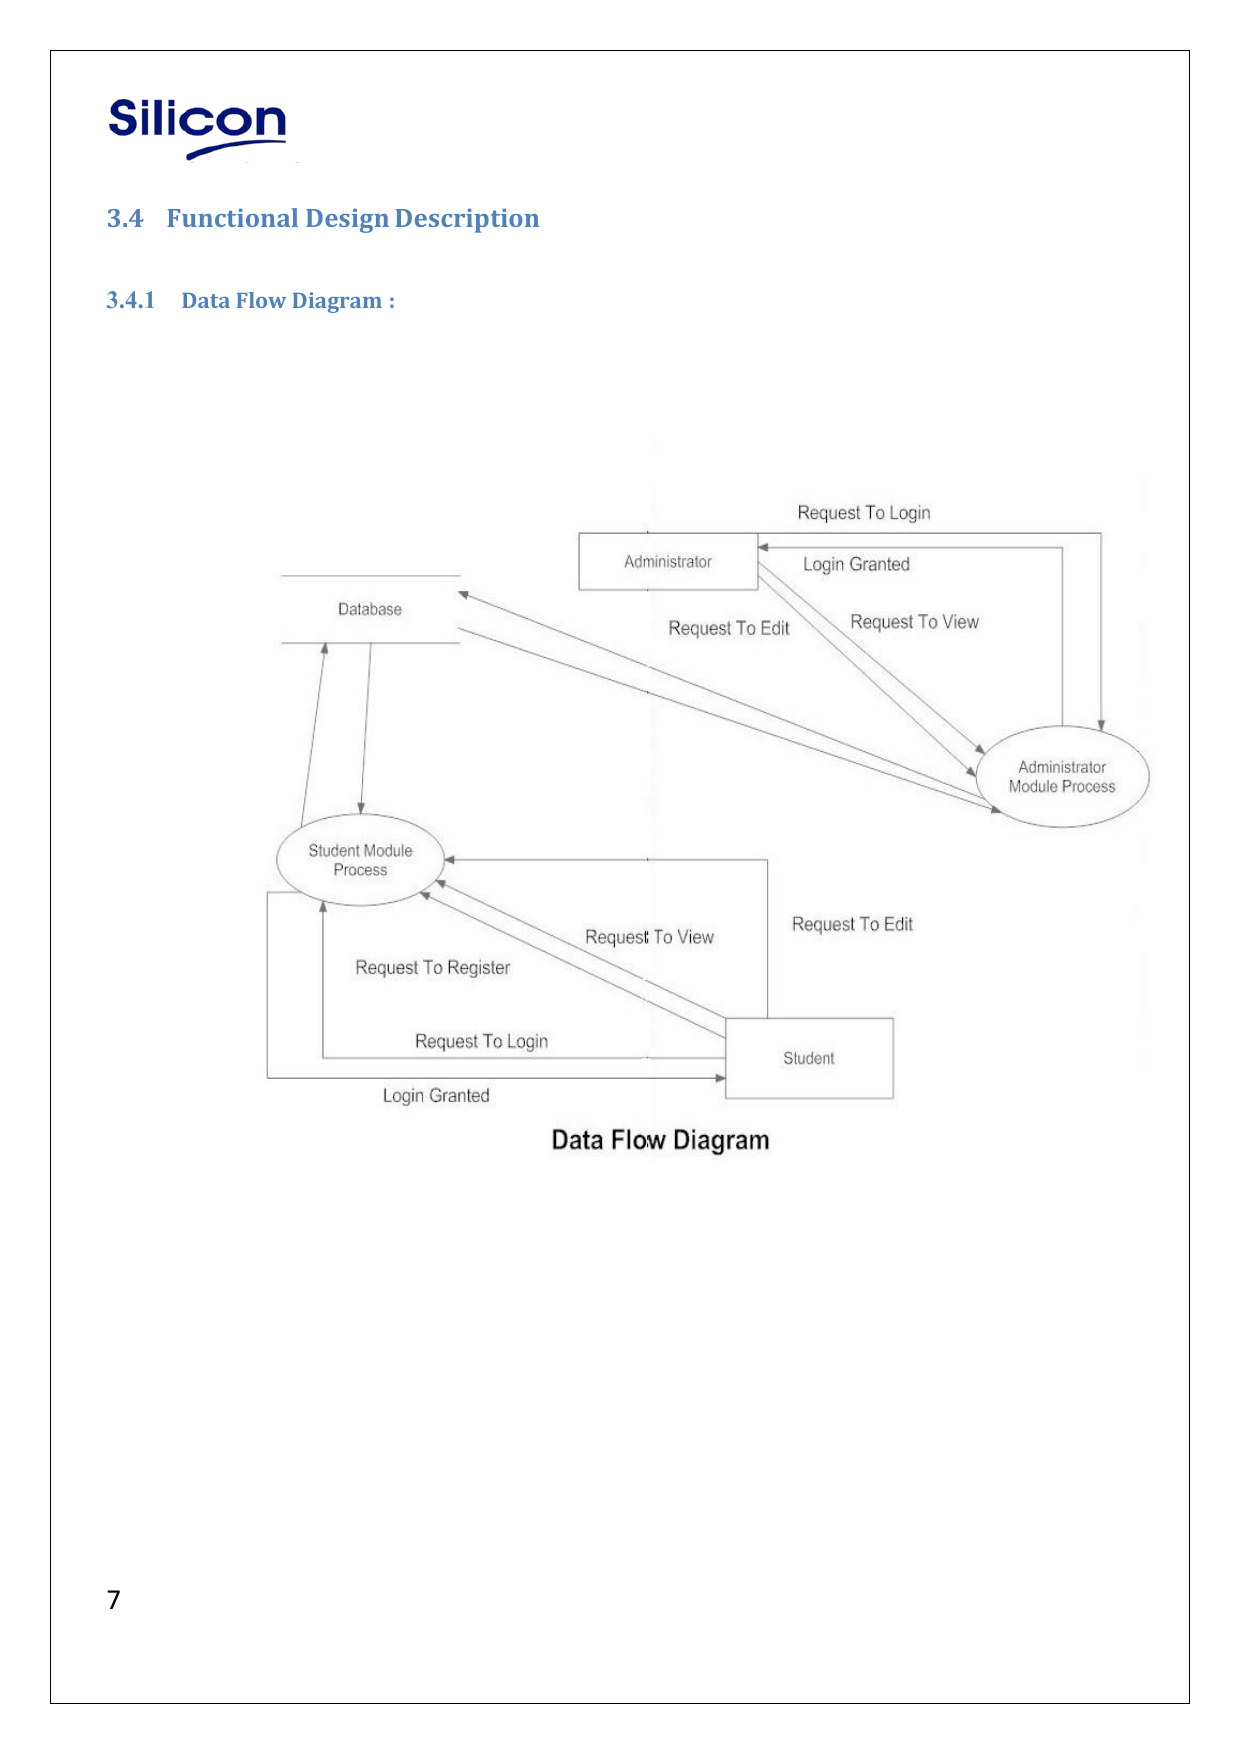 Silicon
3.4 Functional Design Description
3.4.1 Data Flow Diagram :
Request To Login
Administrator
Login Granted
Database
Request To Edit
Request To View
Administrator
Module Process
Student Module
Process
Request To Edit
Request To View
Request To Register
Request To Login
Student
Login Granted
Data Flow Diagram
7